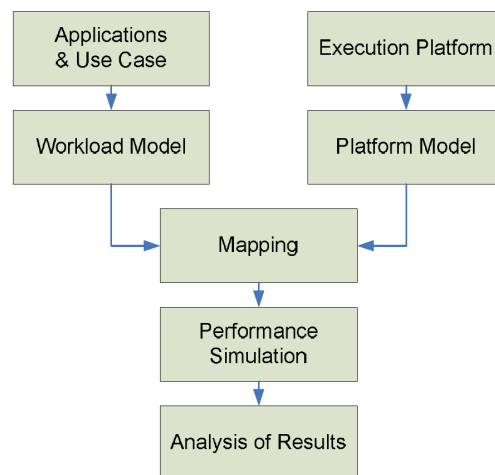 Applications
& Use Case
Execution Platform
Workload Model
Platform Model
Mapping
Performance
Simulation
Analysis of Results